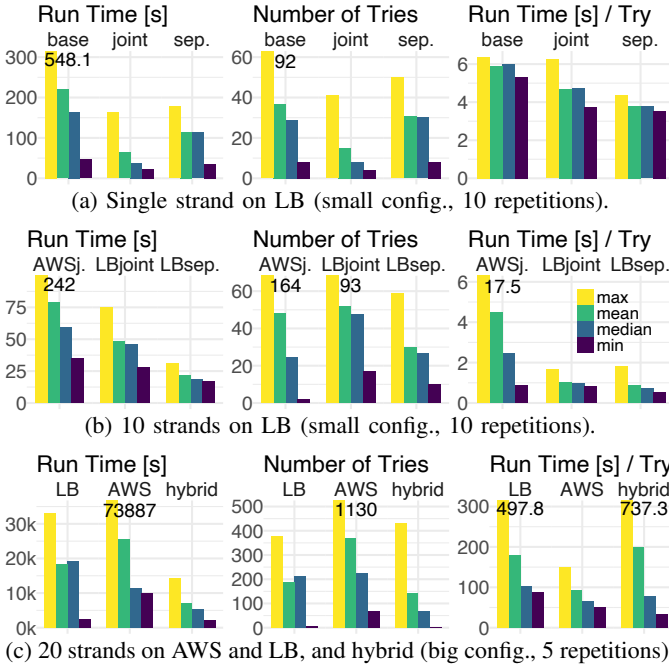 Run Time [s] Number of Tries Run Time [s] / Try
base joint sep. base joint sep. base joint sep.
548.1 92
300 60 6
200 40 4
100 20 2
0 0 0
(a) Single strand on LB (small config., 10 repetitions).
Run Time [s] Number of Tries Run Time [s] / Try
AWSj. LBjoint LBsep. AWSj. LBjoint LBsep. AWSj. LBjoint LBsep.
242 164 93 17.5
75 60 6
50 40 4
25 20 2
0 0 0
max
mean
median
min
(b) 10 strands on LB (small config., 10 repetitions).
Run Time [s] Number of Tries Run Time [s] / Try
LB AWS hybrid LB AWS hybrid LB AWS hybrid
73887 1130 497.8 737.3
30k 500 300
20k 400 200
10k 300 100
0k 200 0
100
0
(c) 20 strands on AWS and LB, and hybrid (big config., 5 repetitions)